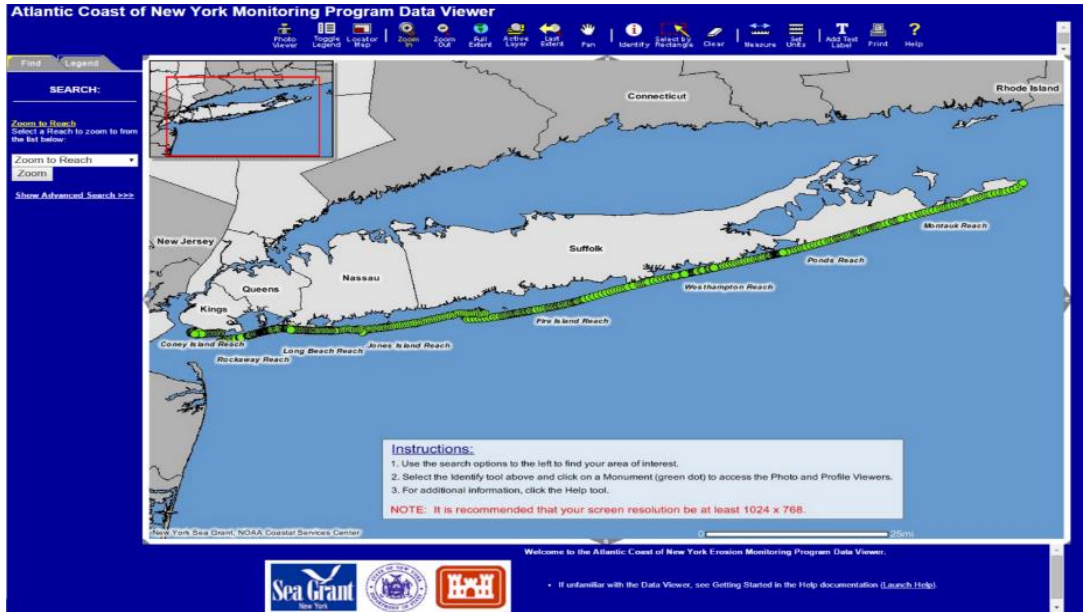 Atlantic Coast of New York Monitoring Program Data Viewer
Photo Viewer
Toggle Legend
Locator Map
Zoom In
Zoom Out
Full Extent
Active Layer
Last Extent
Pan
Identify
Select by Rectangle
Clear
Measure
Set Units
Add Text Label
Print
Help
Find
Legend
SEARCH:
Zoom to Reach
Select a Reach to zoom to from
the list below:
Zoom to Reach
Zoom
Show Advanced Search >>>
Connecticut
Rhode Island
New Jersey
Suffolk
Nassau
Queens
Kings
Montauk Reach
Ponds Reach
Westhampton Reach
Fire Island Reach
Jones Island Reach
Long Beach Reach
Coney Island Reach
Rockaway Reach
Instructions:
1. Use the search options to the left to find your area of interest.
2. Select the Identify tool above and click on a Monument (green dot) to access the Photo and Profile Viewers.
3. For additional information, click the Help tool.
NOTE: It is recommended that your screen resolution be at least 1024 x 768.
New York Sea Grant, NOAA Coastal Services Center
0
25mi
Welcome to the Atlantic Coast of New York Erosion Monitoring Program Data Viewer.
• If unfamiliar with the Data Viewer, see Getting Started in the Help documentation (Launch Help).
Sea Grant
New York